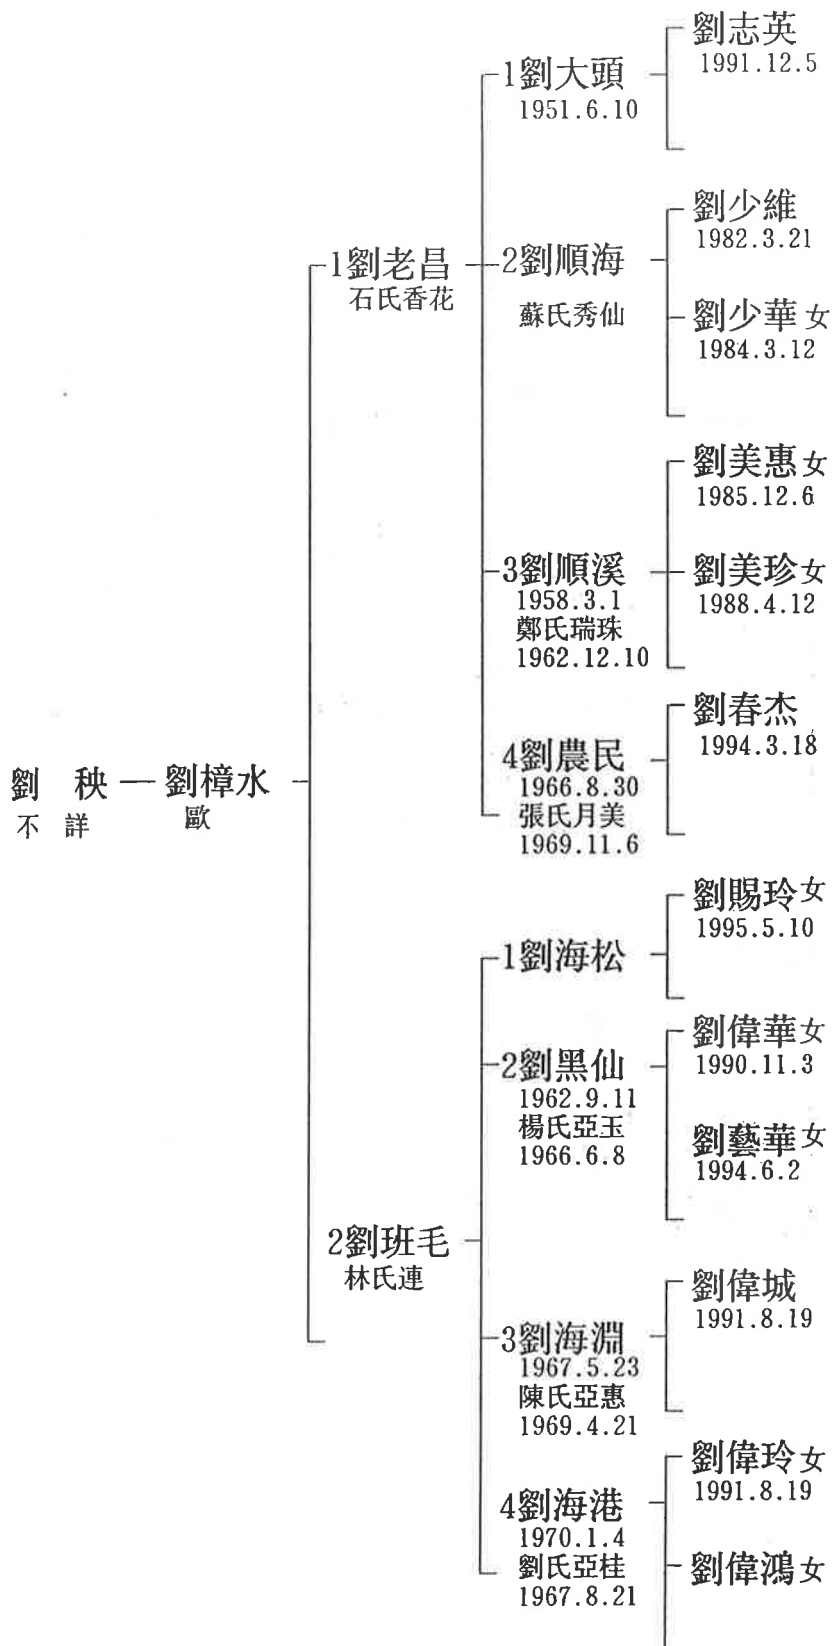 劉志英
1劉大頭
1991.12.5
1951.6.10
劉少維
1982.3.21
1劉老昌
2劉順海
石氏香花
蘇氏秀仙
劉少華 女
1984.3.12
劉美惠 女
1985.12.6
3劉順溪
劉美珍 女
1958.3.1
1988.4.12
鄭氏瑞珠
1962.12.10
劉春杰
1994.3.18
4劉農民
劉 秧 — 劉樟水
1966.8.30
不 詳
歐
張氏月美
1969.11.6
劉賜玲 女
1995.5.10
1劉海松
劉偉華 女
1990.11.3
2劉黑仙
1962.9.11
楊氏亞玉
劉藝華 女
1966.6.8
1994.6.2
2劉班毛
林氏連
劉偉城
1991.8.19
3劉海淵
1967.5.23
陳氏亞惠
1969.4.21
劉偉玲 女
1991.8.19
4劉海港
1970.1.4
劉氏亞桂
劉偉鴻 女
1967.8.21